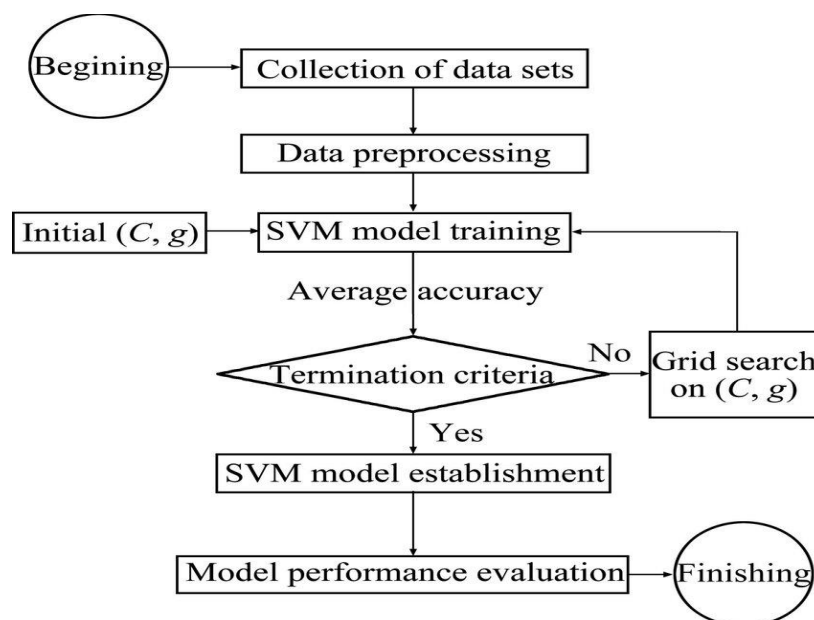 Begining
Collection of data sets
Data preprocessing
Initial (C, g)
SVM model training
Average accuracy
Termination criteria
No
Grid search
on (C, g)
Yes
SVM model establishment
Model performance evaluation
Finishing